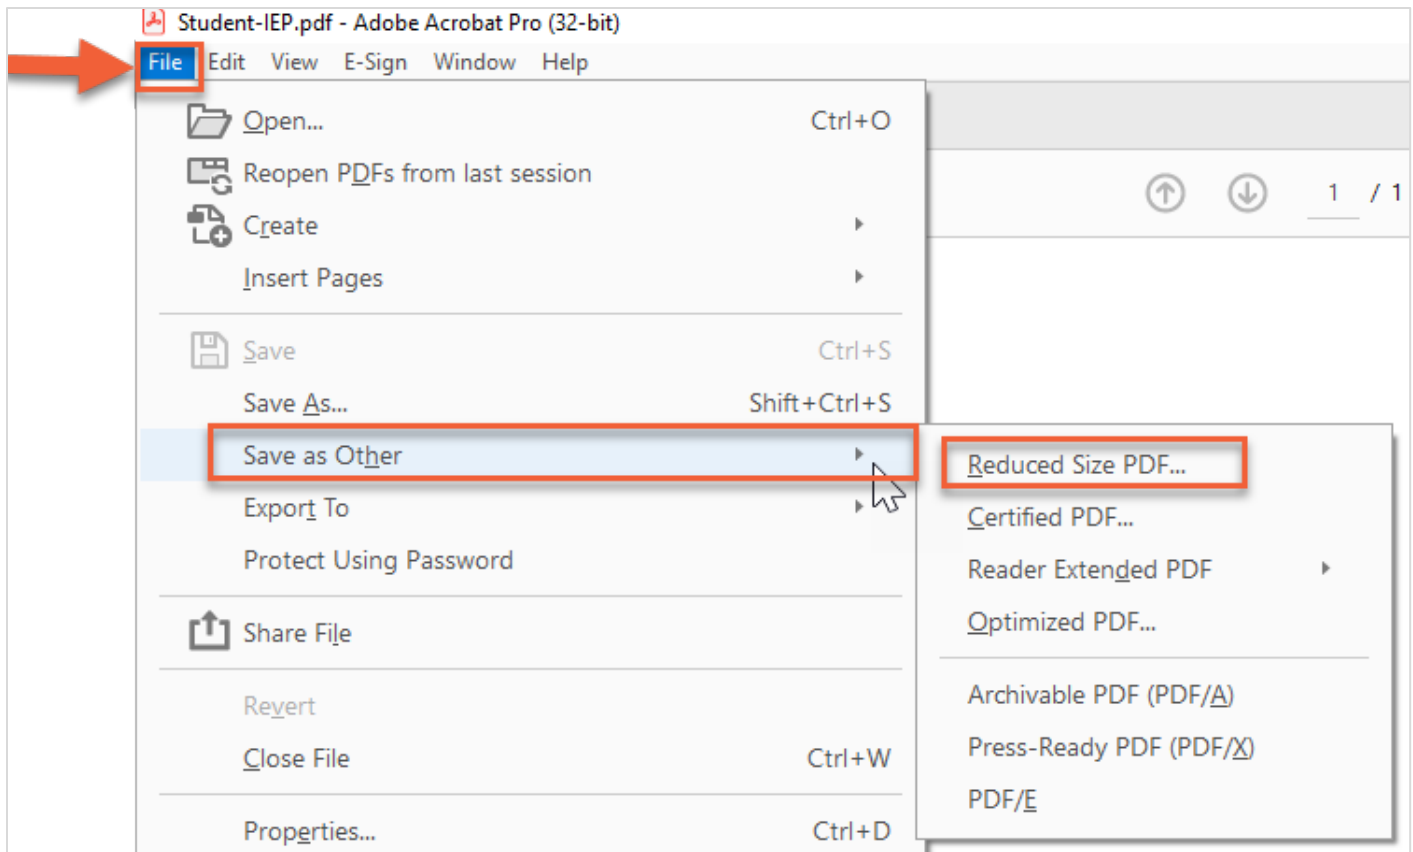 Student-IEP.pdf - Adobe Acrobat Pro (32-bit)
File Edit View E-Sign Window Help
Open... Ctrl+O
Reopen PDFs from last session
Create
Insert Pages
1 / 1
Save Ctrl+S
Save As... Shift+Ctrl+S
Save as Other
Export To
Protect Using Password
Share File
Revert
Close File Ctrl+W
Properties... Ctrl+D
Reduced Size PDF...
Certified PDF...
Reader Extended PDF
Optimized PDF...
Archivable PDF (PDF/A)
Press-Ready PDF (PDF/X)
PDF/E